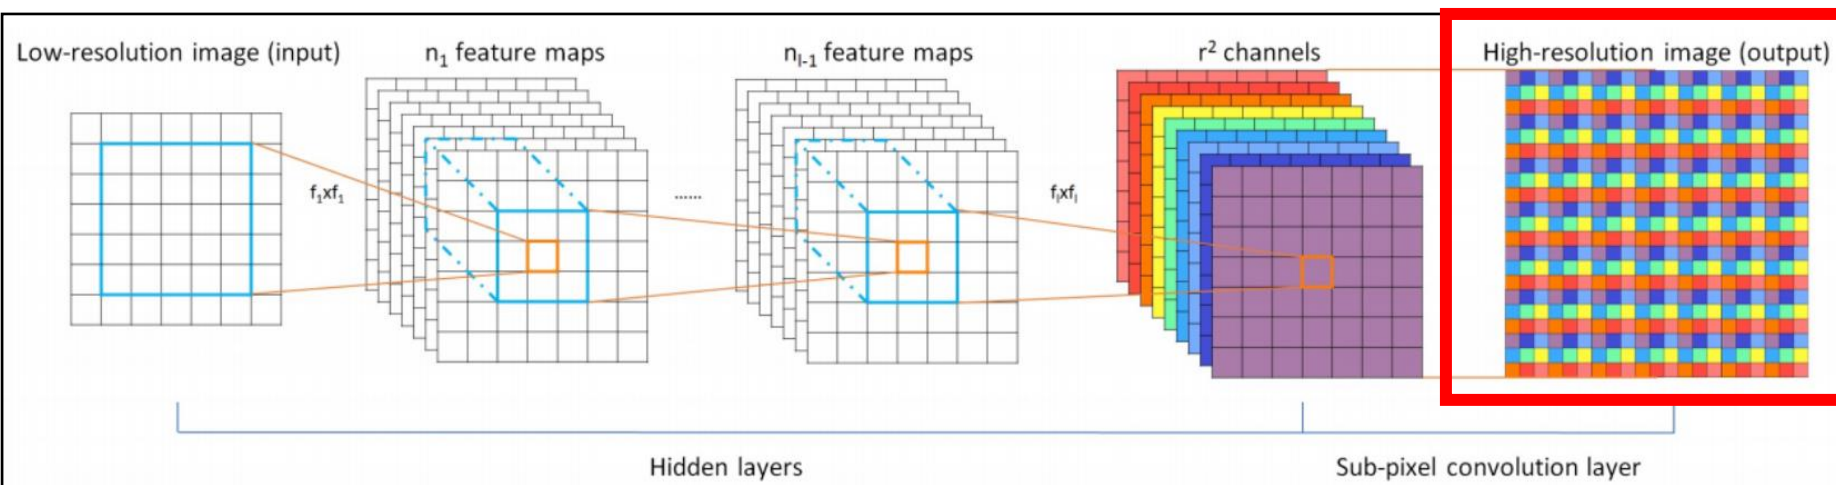 Low-resolution image (input)
n₁ feature maps
nₗ₋₁ feature maps
r² channels
High-resolution image (output)
f₁xf₁
......
fₗxfₗ
Hidden layers
Sub-pixel convolution layer